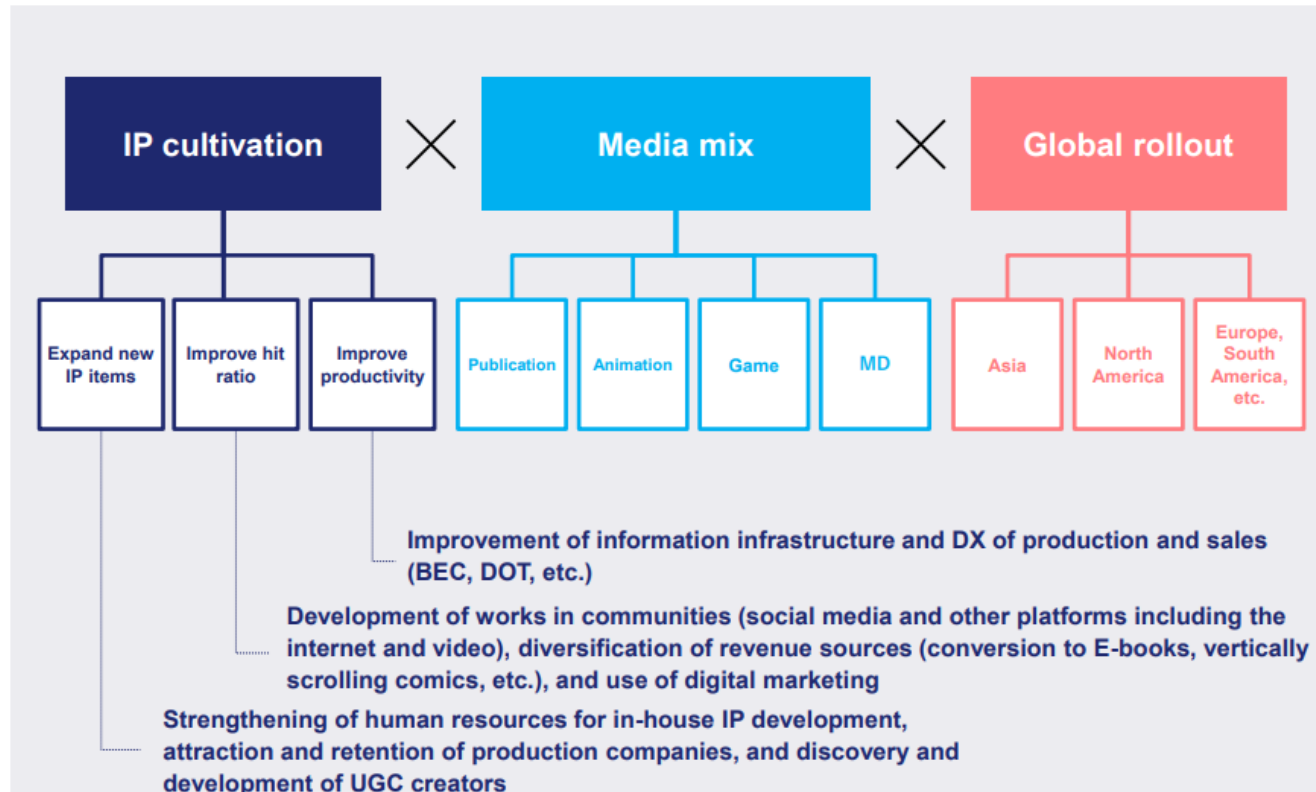 IP cultivation
Media mix
Global rollout
Expand new
IP items
Improve hit
ratio
Improve
productivity
Publication
Animation
Game
MD
Asia
North
America
Europe,
South
America,
etc.
Improvement of information infrastructure and DX of production and sales
(BEC, DOT, etc.)
Development of works in communities (social media and other platforms including the
internet and video), diversification of revenue sources (conversion to E-books, vertically
scrolling comics, etc.), and use of digital marketing
Strengthening of human resources for in-house IP development,
attraction and retention of production companies, and discovery and
development of UGC creators